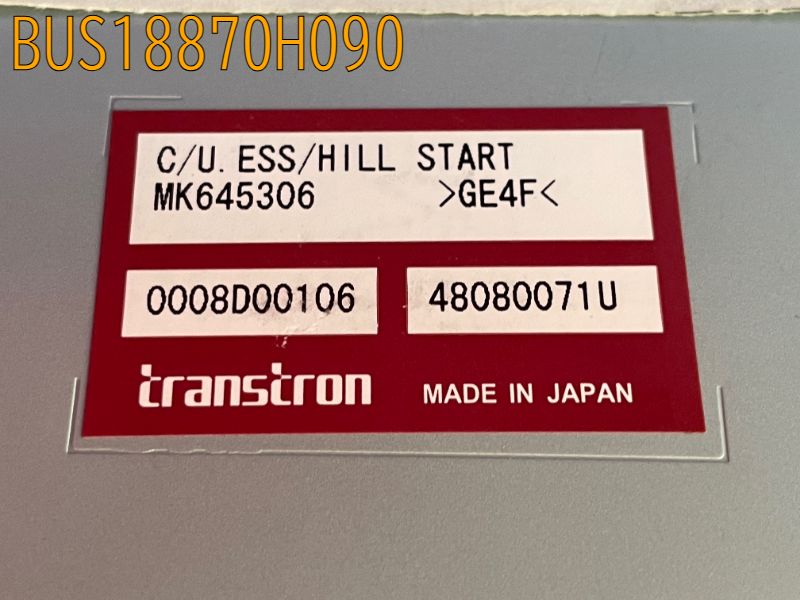 BUS18870H090
C/U. ESS/HILL START
MK645306 >GE4F<
0008D00106 48080071U
transtron MADE IN JAPAN